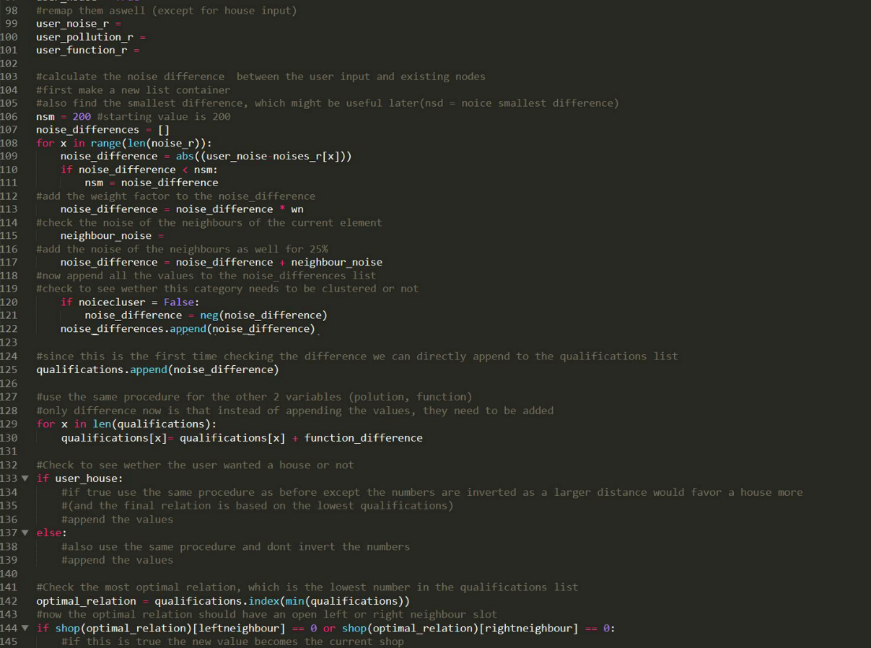 98 #remap them aswell (except for house input)
99 user_noise_r =
100 user_pollution_r =
101 user_function_r =
102
103 #calculate the noise difference  between the user input and existing nodes
104 #first make a new list container
105 #also find the smallest difference, which might be useful later(nsd = noice smallest difference)
106 nsm = 200 #starting value is 200
107 noise_differences = []
108 for x in range(len(noise_r)):
109     noise_difference = abs((user_noise-noises_r[x]))
110     if noise_difference < nsm:
111         nsm = noise_difference
112 #add the weight factor to the noise_difference
113     noise_difference = noise_difference * wn
114 #check the noise of the neighbours of the current element
115     neighbour_noise =
116 #add the noise of the neighbours as well for 25%
117     noise_difference = noise_difference + neighbour_noise
118 #now append all the values to the noise_differences list
119 #check to see wether this category needs to be clustered or not
120     if noicecluser = False:
121         noise_difference = neg(noise_difference)
122     noise_differences.append(noise_difference)
123
124 #since this is the first time checking the difference we can directly append to the qualifications list
125 qualifications.append(noise_difference)
126
127 #use the same procedure for the other 2 variables (polution, function)
128 #only difference now is that instead of appending the values, they need to be added
129 for x in len(qualifications):
130     qualifications[x]= qualifications[x] + function_difference
131
132 #Check to see wether the user wanted a house or not
133 ▼ if user_house:
134     #if true use the same procedure as before except the numbers are inverted as a larger distance would favor a house more
135     #(and the final relation is based on the lowest qualifications)
136     #append the values
137 ▼ else:
138     #also use the same procedure and dont invert the numbers
139     #append the values
140
141 #Check the most optimal relation, which is the lowest number in the qualifications list
142 optimal_relation = qualifications.index(min(qualifications))
143 #now the optimal relation should have an open left or right neighbour slot
144 ▼ if shop(optimal_relation)[leftneighbour] == 0 or shop(optimal_relation)[rightneighbour] == 0:
145     #if this is true the new value becomes the current shop